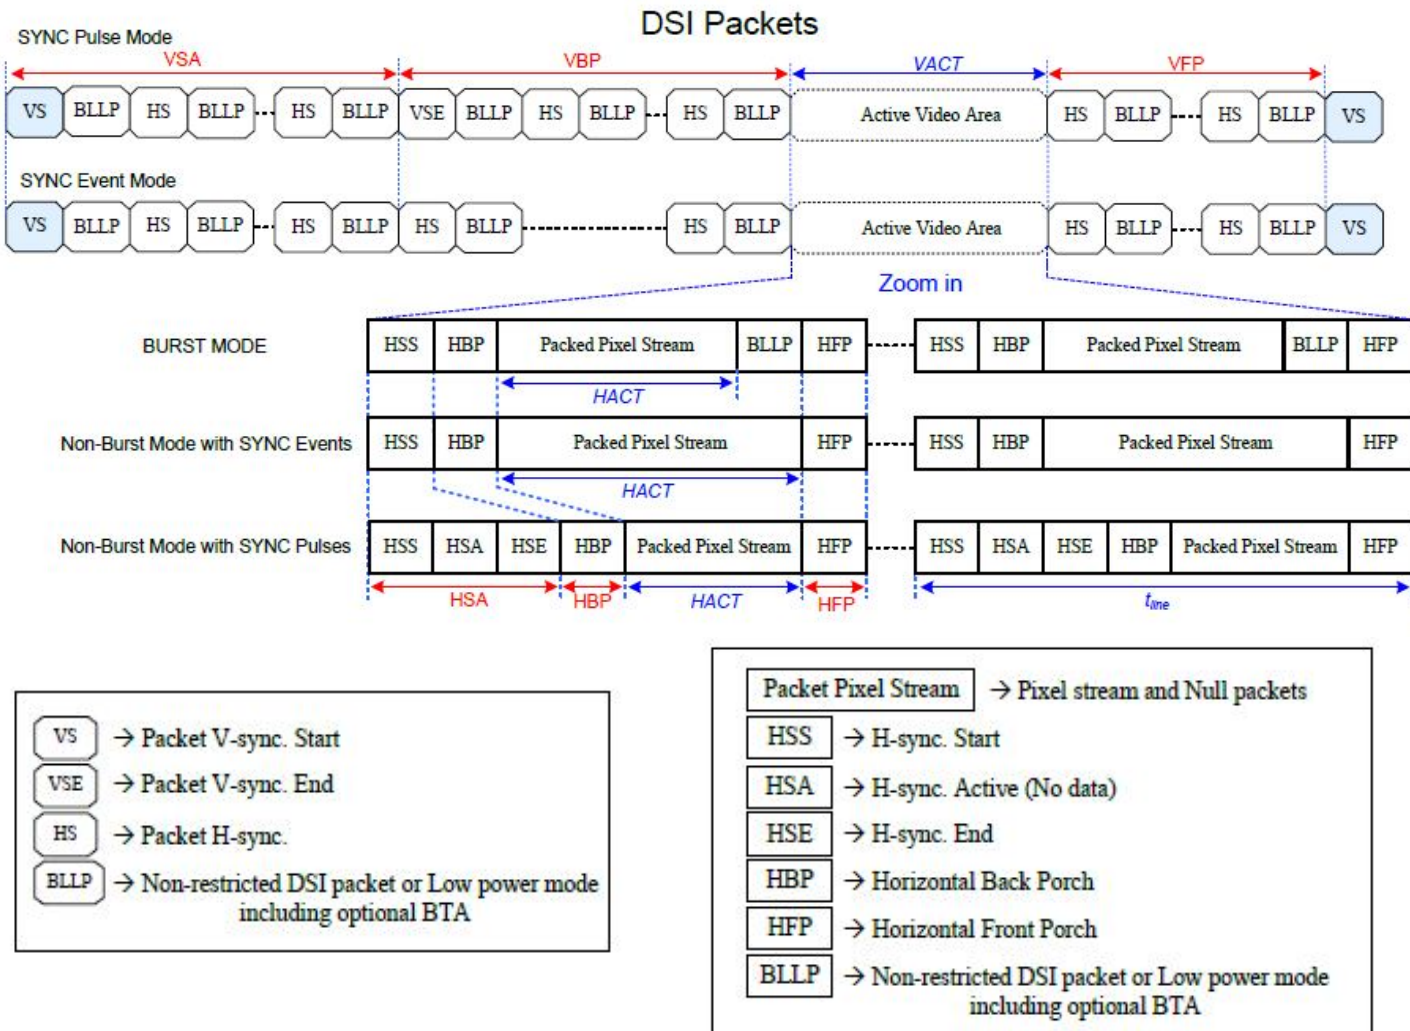 DSI Packets
SYNC Pulse Mode
VSA VBP VACT VFP
VS BLLP HS BLLP HS BLLP VSE BLLP HS BLLP HS BLLP Active Video Area HS BLLP HS BLLP VS
SYNC Event Mode
VS BLLP HS BLLP HS BLLP HS BLLP HS BLLP Active Video Area HS BLLP HS BLLP VS
Zoom in
BURST MODE HSS HBP Packed Pixel Stream BLLP HFP HSS HBP Packed Pixel Stream BLLP HFP
HACT
Non-Burst Mode with SYNC Events HSS HBP Packed Pixel Stream HFP HSS HBP Packed Pixel Stream HFP
HACT
Non-Burst Mode with SYNC Pulses HSS HSA HSE HBP Packed Pixel Stream HFP HSS HSA HSE HBP Packed Pixel Stream HFP
HSA HBP HACT HFP tline
VS → Packet V-sync. Start
VSE → Packet V-sync. End
HS → Packet H-sync.
BLLP → Non-restricted DSI packet or Low power mode
including optional BTA
Packet Pixel Stream → Pixel stream and Null packets
HSS → H-sync. Start
HSA → H-sync. Active (No data)
HSE → H-sync. End
HBP → Horizontal Back Porch
HFP → Horizontal Front Porch
BLLP → Non-restricted DSI packet or Low power mode
including optional BTA